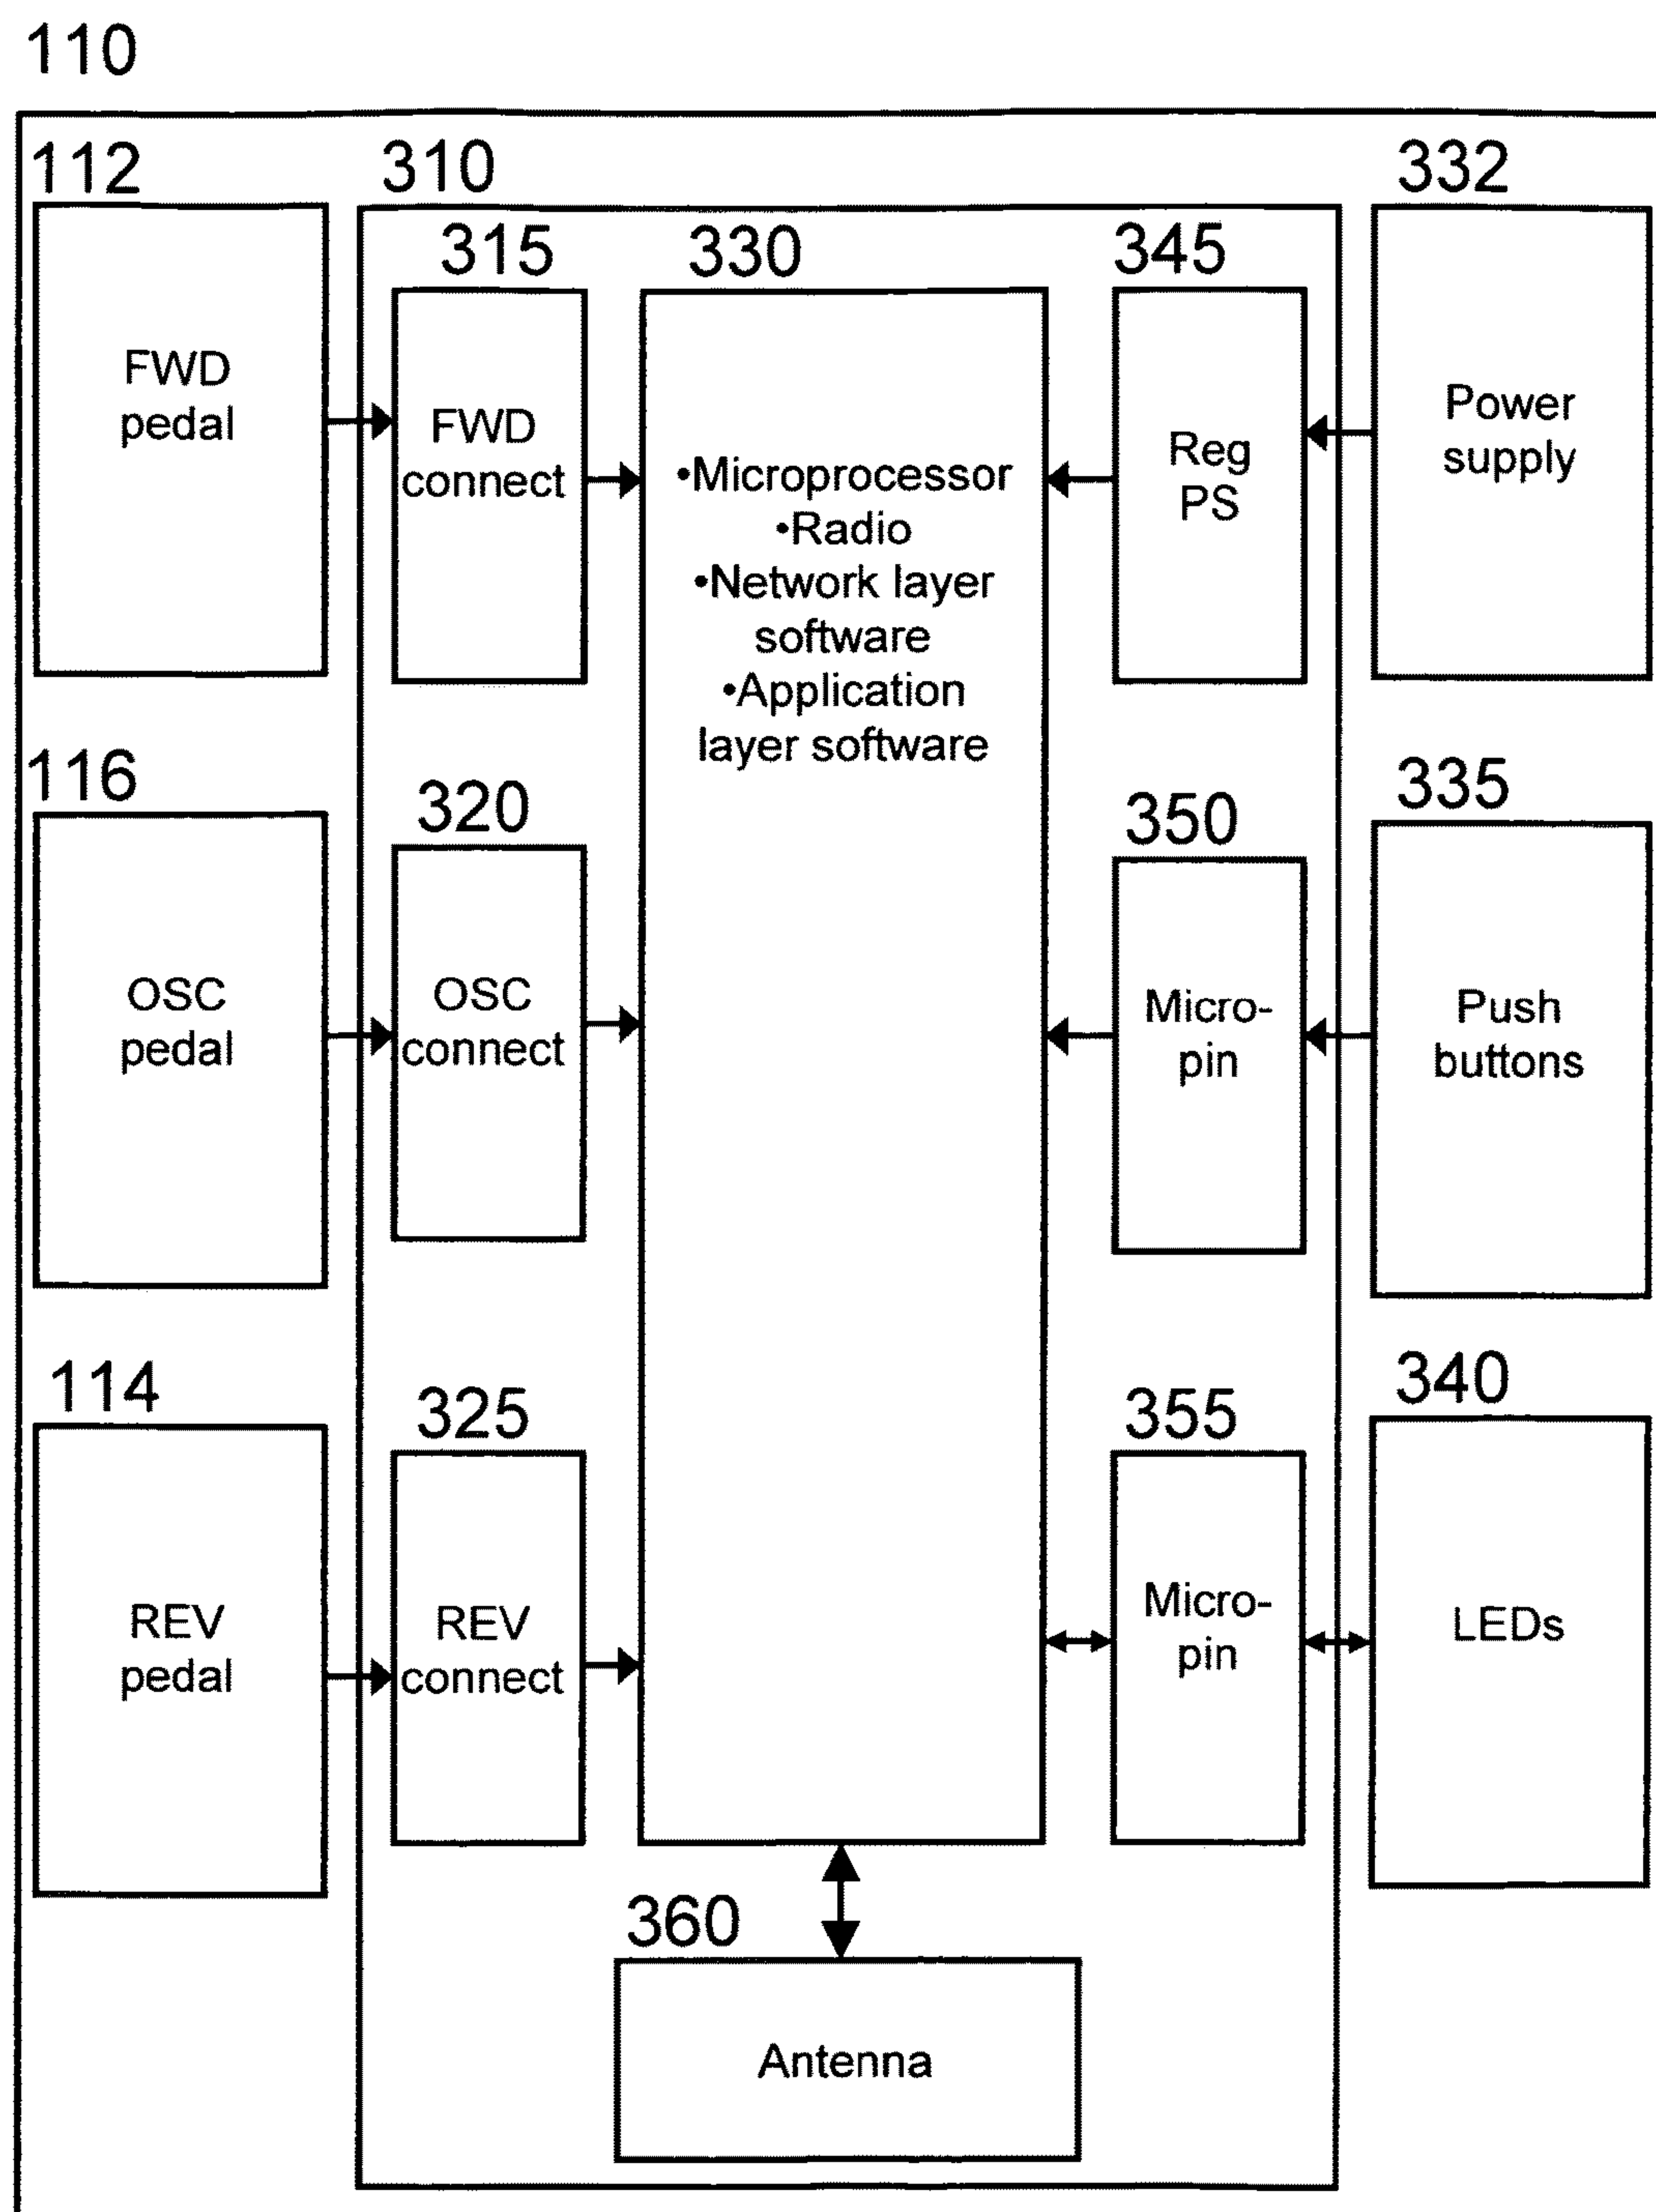 110
112
310
332
315
330
345
FWD
pedal
FWD
connect
•Microprocessor
•Radio
•Network layer
software
•Application
layer software
Reg
PS
Power
supply
116
320
350
335
OSC
pedal
OSC
connect
Micro-
pin
Push
buttons
114
325
355
340
REV
pedal
REV
connect
Micro-
pin
LEDs
360
Antenna